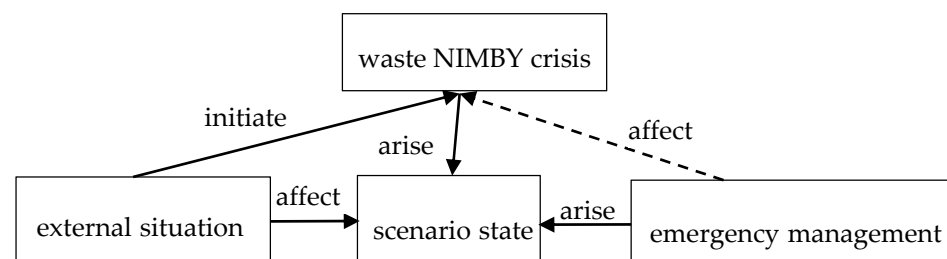 waste NIMBY crisis
initiate
affect
arise
affect
arise
external situation
scenario state
emergency management